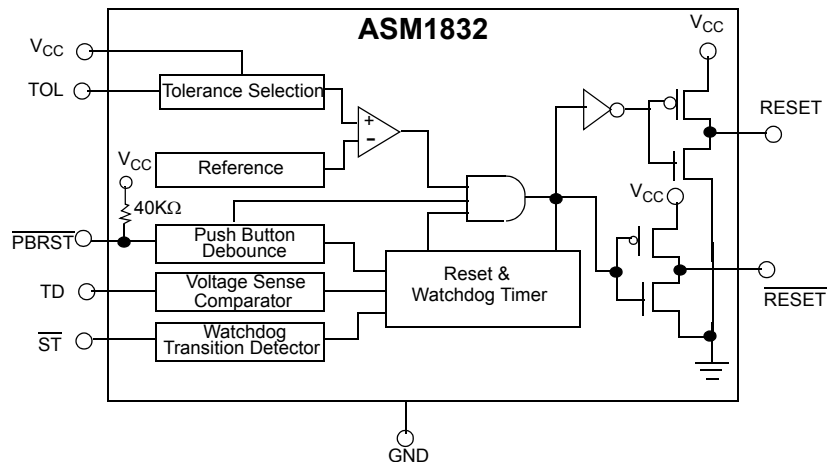 ASM1832
VCC
TOL
Tolerance Selection
+
-
VCC
Reference
40KΩ
PBRST
Push Button
Debounce
TD
Voltage Sense
Comparator
ST
Watchdog
Transition Detector
Reset &
Watchdog Timer
VCC
RESET
VCC
RESET
GND